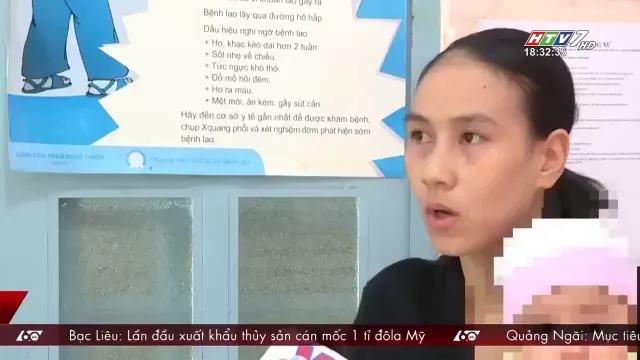 Bệnh lao lây qua đường hô hấp
Dấu hiệu nghi ngờ bệnh lao
+ Ho, khạc kéo dài hơn 2 tuần
+ Sốt nhẹ về chiều.
+ Tức ngực khó thở.
+ Đổ mồ hôi đêm.
+ Ho ra máu.
+ Mệt mỏi, ăn kém, gầy sút cân
Hãy đến cơ sở y tế gần nhất để được khám bệnh,
chụp Xquang phổi và xét nghiệm đờm phát hiện sớm
bệnh lao.
HTV7 HD
18:32:35
60 Bạc Liêu: Lần đầu xuất khẩu thủy sản cán mốc 1 tỉ đôla Mỹ 60 Quảng Ngãi: Mục tiê